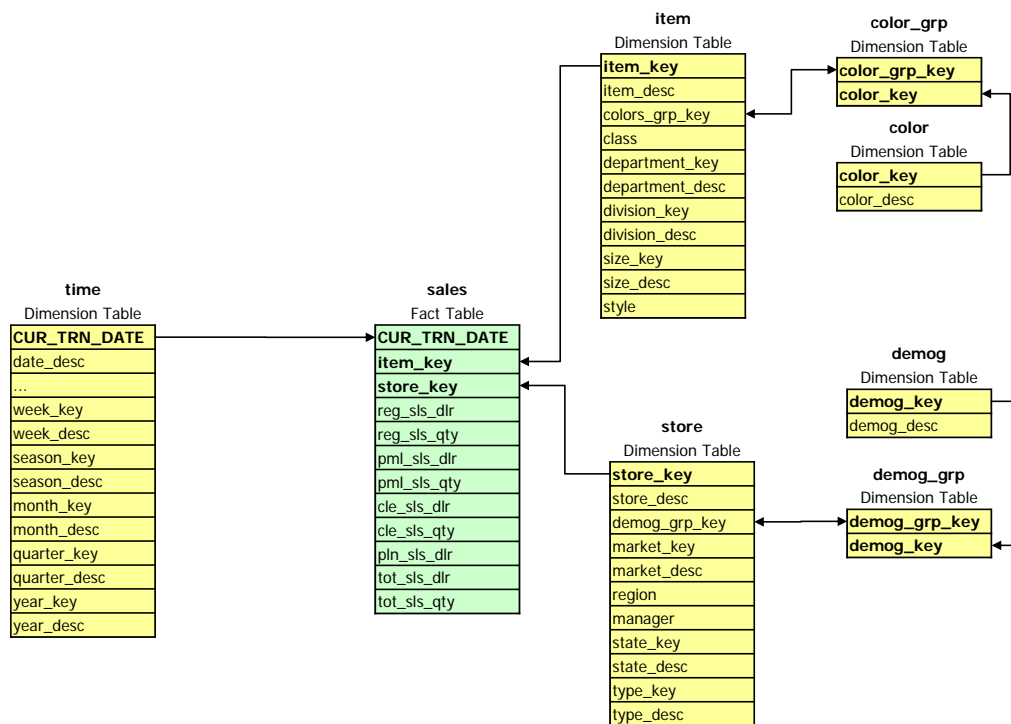 item
Dimension Table
item_key
item_desc
colors_grp_key
class
department_key
department_desc
division_key
division_desc
size_key
size_desc
style
color_grp
Dimension Table
color_grp_key
color_key
color
Dimension Table
color_key
color_desc
time
Dimension Table
CUR_TRN_DATE
date_desc
...
week_key
week_desc
season_key
season_desc
month_key
month_desc
quarter_key
quarter_desc
year_key
year_desc
sales
Fact Table
CUR_TRN_DATE
item_key
store_key
reg_sls_dlr
reg_sls_qty
pml_sls_dlr
pml_sls_qty
cle_sls_dlr
cle_sls_qty
pln_sls_dlr
tot_sls_dlr
tot_sls_qty
store
Dimension Table
store_key
store_desc
demog_grp_key
market_key
market_desc
region
manager
state_key
state_desc
type_key
type_desc
demog
Dimension Table
demog_key
demog_desc
demog_grp
Dimension Table
demog_grp_key
demog_key